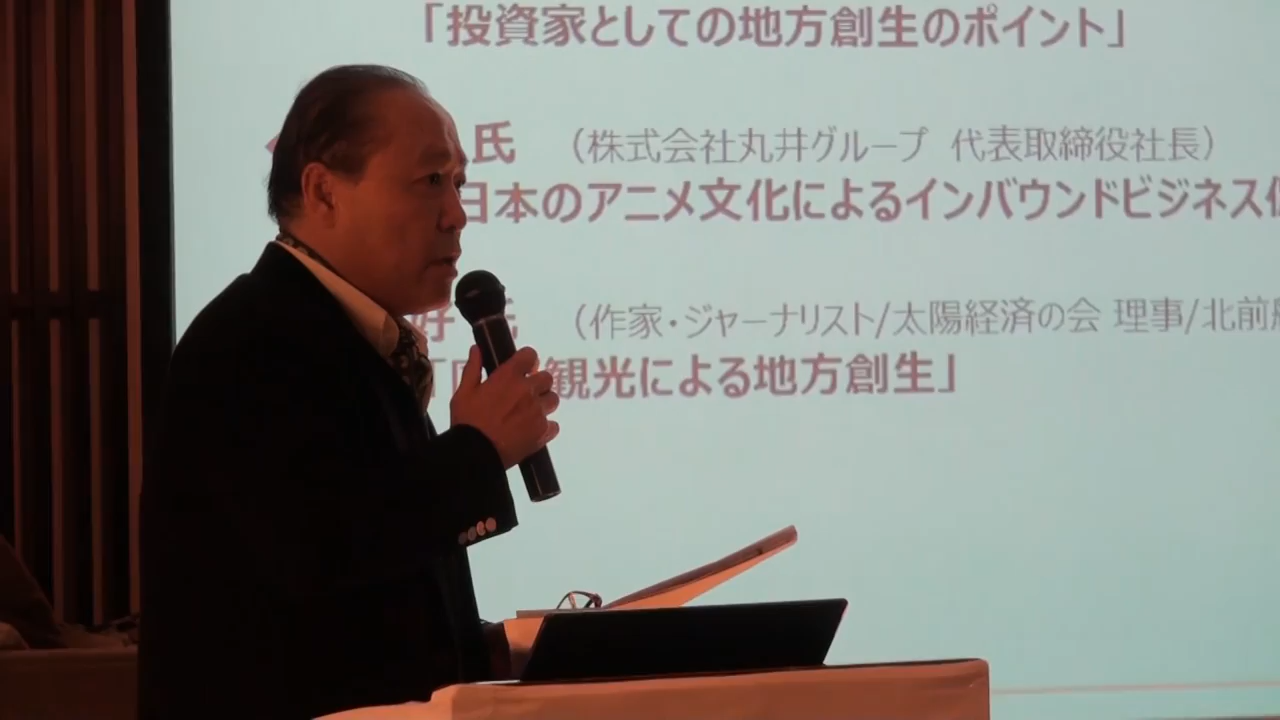 「投資家としての地方創生のポイント」
氏 （株式会社丸井グループ 代表取締役社長）
日本のアニメ文化によるインバウンドビジネス
好 氏 （作家・ジャーナリスト/太陽経済の会 理事/北前
「 観光による地方創生」